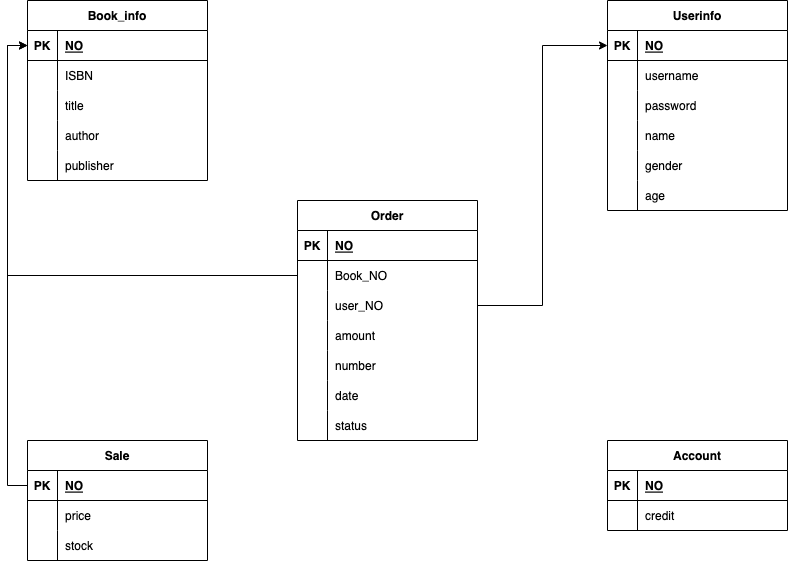 Book_info
PK NO
ISBN
title
author
publisher
Userinfo
PK NO
username
password
name
gender
age
Order
PK NO
Book_NO
user_NO
amount
number
date
status
Sale
PK NO
price
stock
Account
PK NO
credit